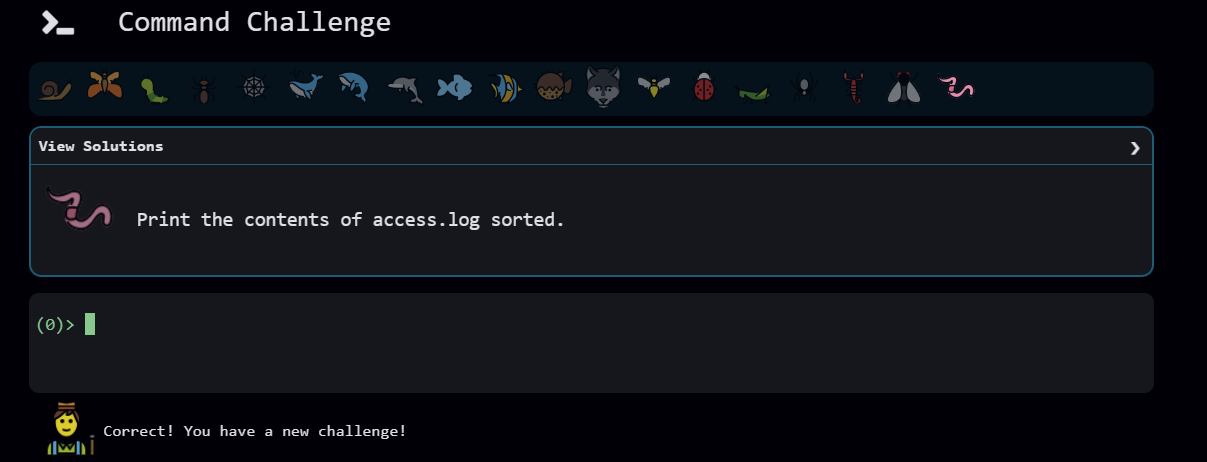 Command Challenge
View Solutions
Print the contents of access.log sorted.
(0)>
Correct! You have a new challenge!